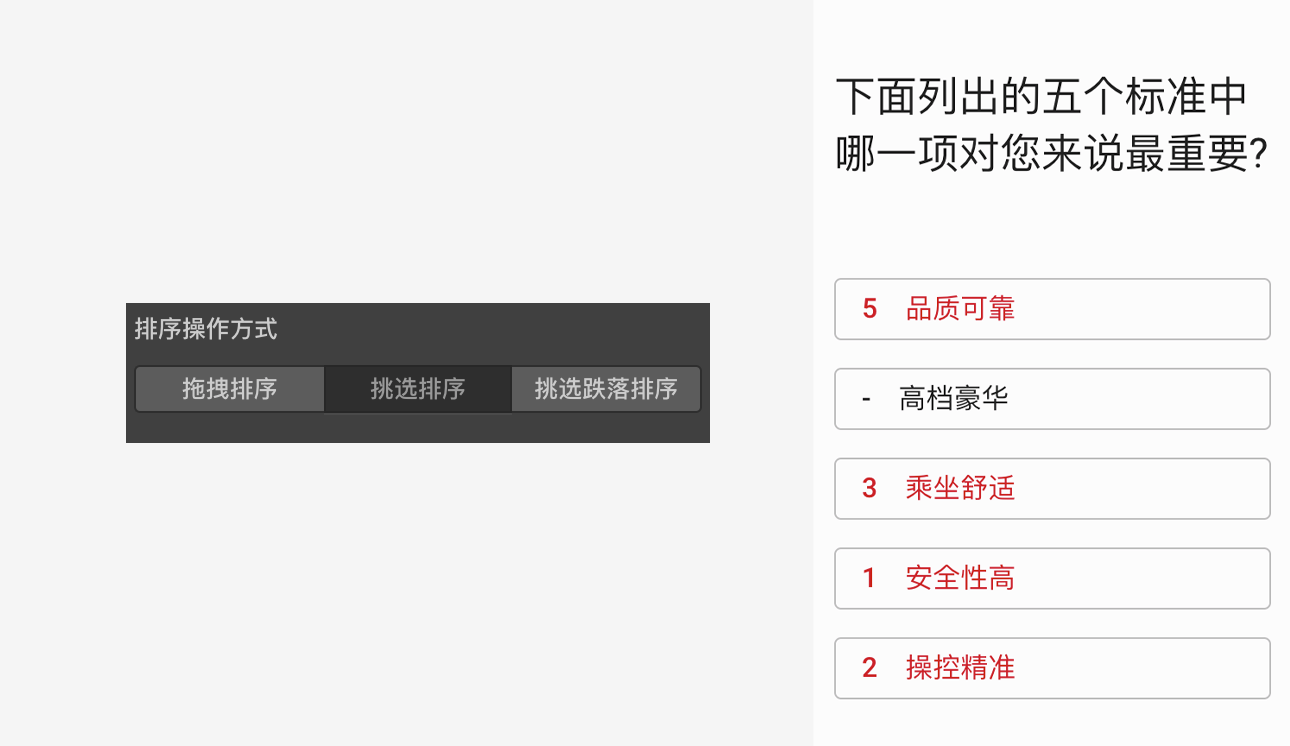 排序操作方式
拖拽排序 挑选排序 挑选跌落排序
下面列出的五个标准中
哪一项对您来说最重要?
5 品质可靠
- 高档豪华
3 乘坐舒适
1 安全性高
2 操控精准